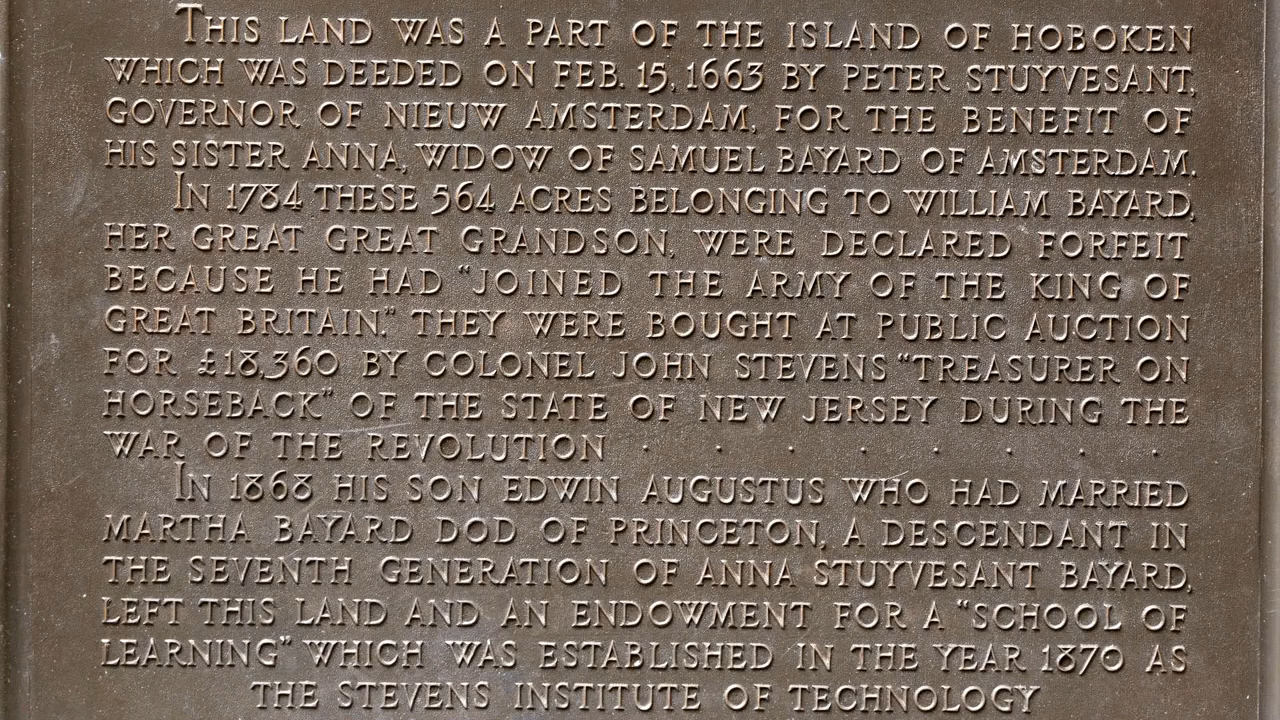 THIS LAND WAS A PART OF THE ISLAND OF HOBOKEN
WHICH WAS DEEDED ON FEB. 15, 1663 BY PETER STUYVESANT,
GOVERNOR OF NIEUW AMSTERDAM, FOR THE BENEFIT OF
HIS SISTER ANNA, WIDOW OF SAMUEL BAYARD OF AMSTERDAM.
IN 1784 THESE 564 ACRES BELONGING TO WILLIAM BAYARD,
HER GREAT GREAT GRANDSON, WERE DECLARED FORFEIT
BECAUSE HE HAD "JOINED THE ARMY OF THE KING OF
GREAT BRITAIN." THEY WERE BOUGHT AT PUBLIC AUCTION
FOR £18,360 BY COLONEL JOHN STEVENS "TREASURER ON
HORSEBACK" OF THE STATE OF NEW JERSEY DURING THE
WAR OF THE REVOLUTION · · · · · · · ·
IN 1868 HIS SON EDWIN AUGUSTUS WHO HAD MARRIED
MARTHA BAYARD DOD OF PRINCETON, A DESCENDANT IN
THE SEVENTH GENERATION OF ANNA STUYVESANT BAYARD,
LEFT THIS LAND AND AN ENDOWMENT FOR A "SCHOOL OF
LEARNING" WHICH WAS ESTABLISHED IN THE YEAR 1870 AS
THE STEVENS INSTITUTE OF TECHNOLOGY